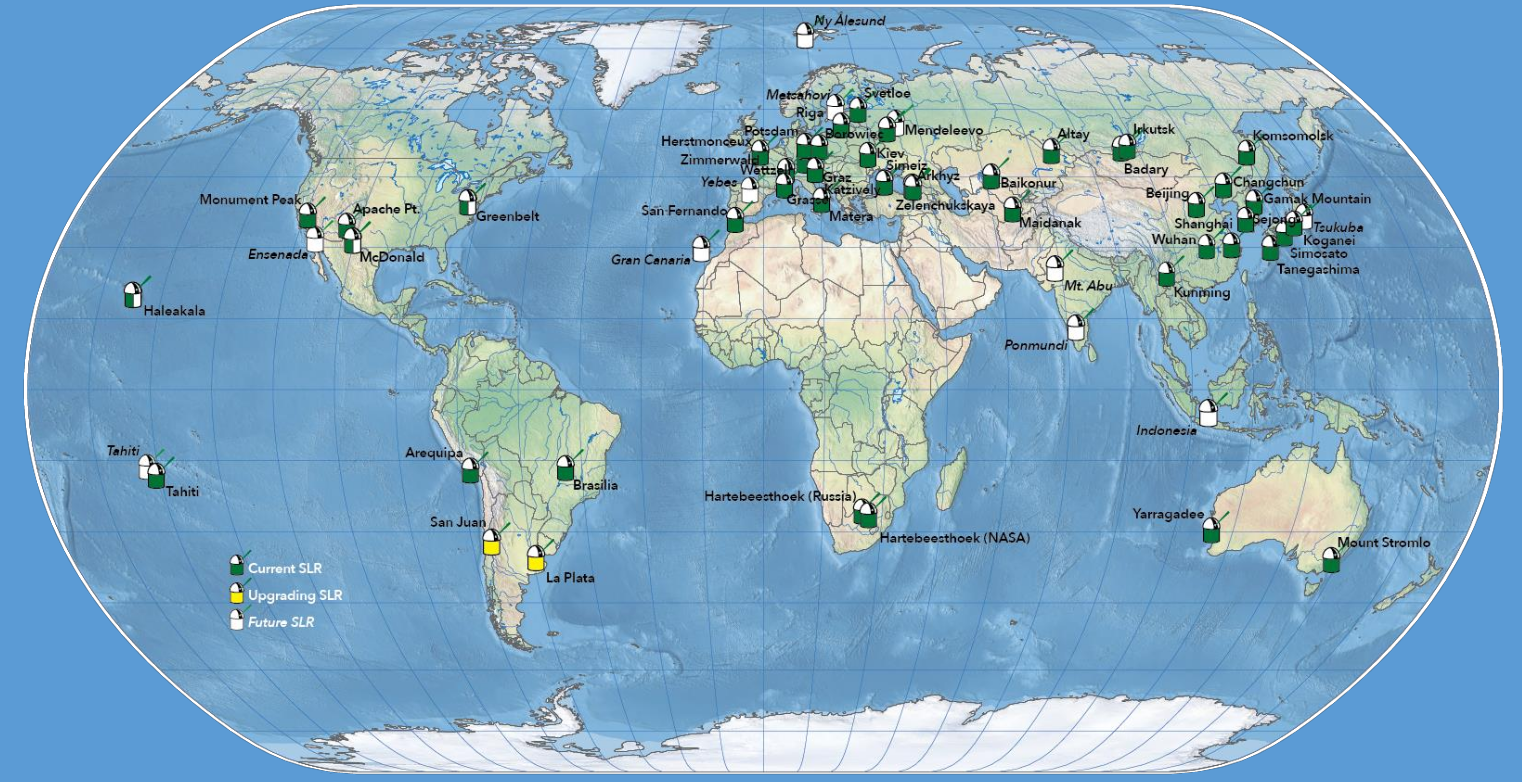 Ny Ålesund
Metsahovi
Svetloe
Riga
Potsdam
Borowiec
Mendeleevo
Herstmonceux
Altay
Irkutsk
Komsomolsk
Zimmerwald
Kiev
Wettzell
Simeiz
Badary
Graz
Arkhyz
Yebes
Katzively
Baikonur
Changchun
Beijing
Monument Peak
Grasse
Zelenchukskaya
Gamak Mountain
Apache Pt.
San Fernando
Matera
Greenbelt
Maidanak
Shanghai
Sejong
Tsukuba
Wuhan
Koganei
Ensenada
McDonald
Gran Canaria
Simosato
Tanegashima
Mt. Abu
Kunming
Haleakala
Ponmundi
Indonesia
Tahiti
Arequipa
Brasilia
Tahiti
Hartebeesthoek (Russia)
Yarragadee
San Juan
Hartebeesthoek (NASA)
Mount Stromlo
La Plata
Current SLR
Upgrading SLR
Future SLR